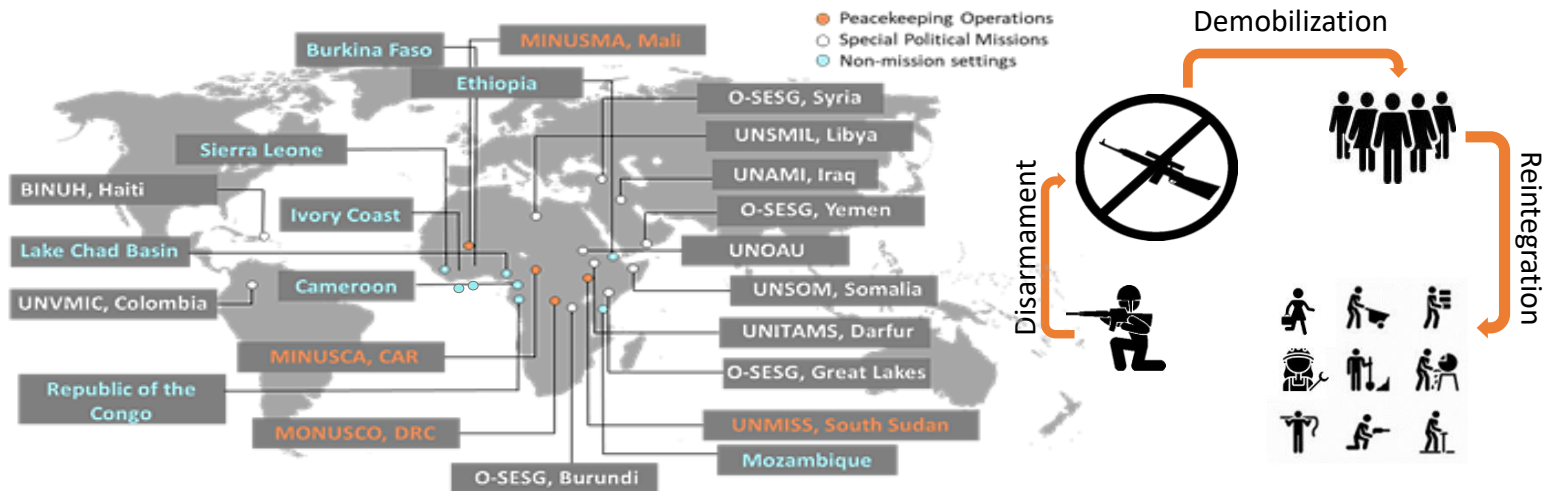 Peacekeeping Operations
Special Political Missions
Non-mission settings
Burkina Faso
MINUSMA, Mali
Ethiopia
O-SESG, Syria
Sierra Leone
UNSMIL, Libya
BINUH, Haiti
UNAMI, Iraq
Ivory Coast
O-SESG, Yemen
Lake Chad Basin
UNOAU
Cameroon
UNVMIC, Colombia
UNSOM, Somalia
UNITAMS, Darfur
MINUSCA, CAR
O-SESG, Great Lakes
Republic of the
Congo
MONUSCO, DRC
UNMISS, South Sudan
O-SESG, Burundi
Mozambique
Demobilization
Disarmament
Reintegration